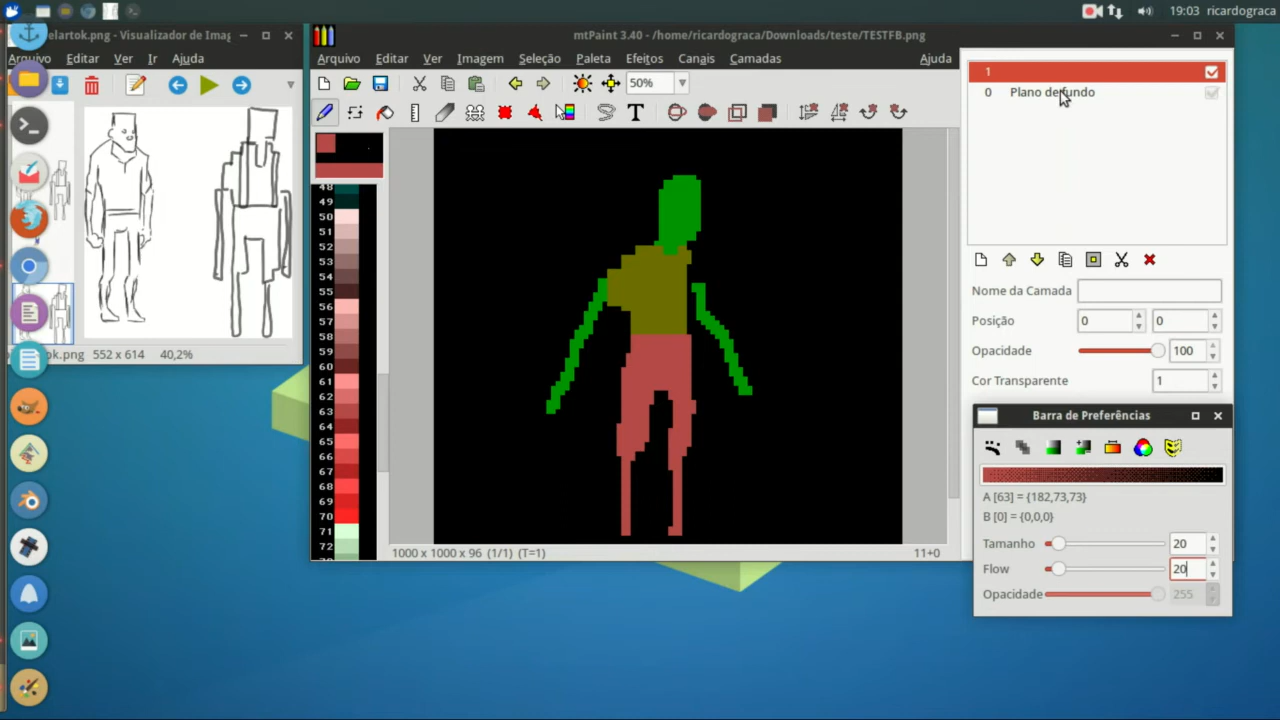 19:03 ricardograca
elartok.png - Visualizador de Imag
Arquivo Editar Ver Ir Ajuda
ok.png 552 x 614 40,2%
mtPaint 3.40 - /home/ricardograca/Downloads/teste/TESTFB.png
Arquivo Editar Ver Imagem Seleção Paleta Efeitos Canais Camadas Ajuda
50%
T
48
49
50
51
52
53
54
55
56
57
58
59
60
61
62
63
64
65
66
67
68
69
70
71
72
1000 x 1000 x 96 (1/1) (T=1) 11+0
1
0 Plano de fundo
Nome da Camada
Posição 0 0
Opacidade 100
Cor Transparente 1
Barra de Preferências
A [63] = {182,73,73}
B [0] = {0,0,0}
Tamanho 20
Flow 20
Opacidade 255